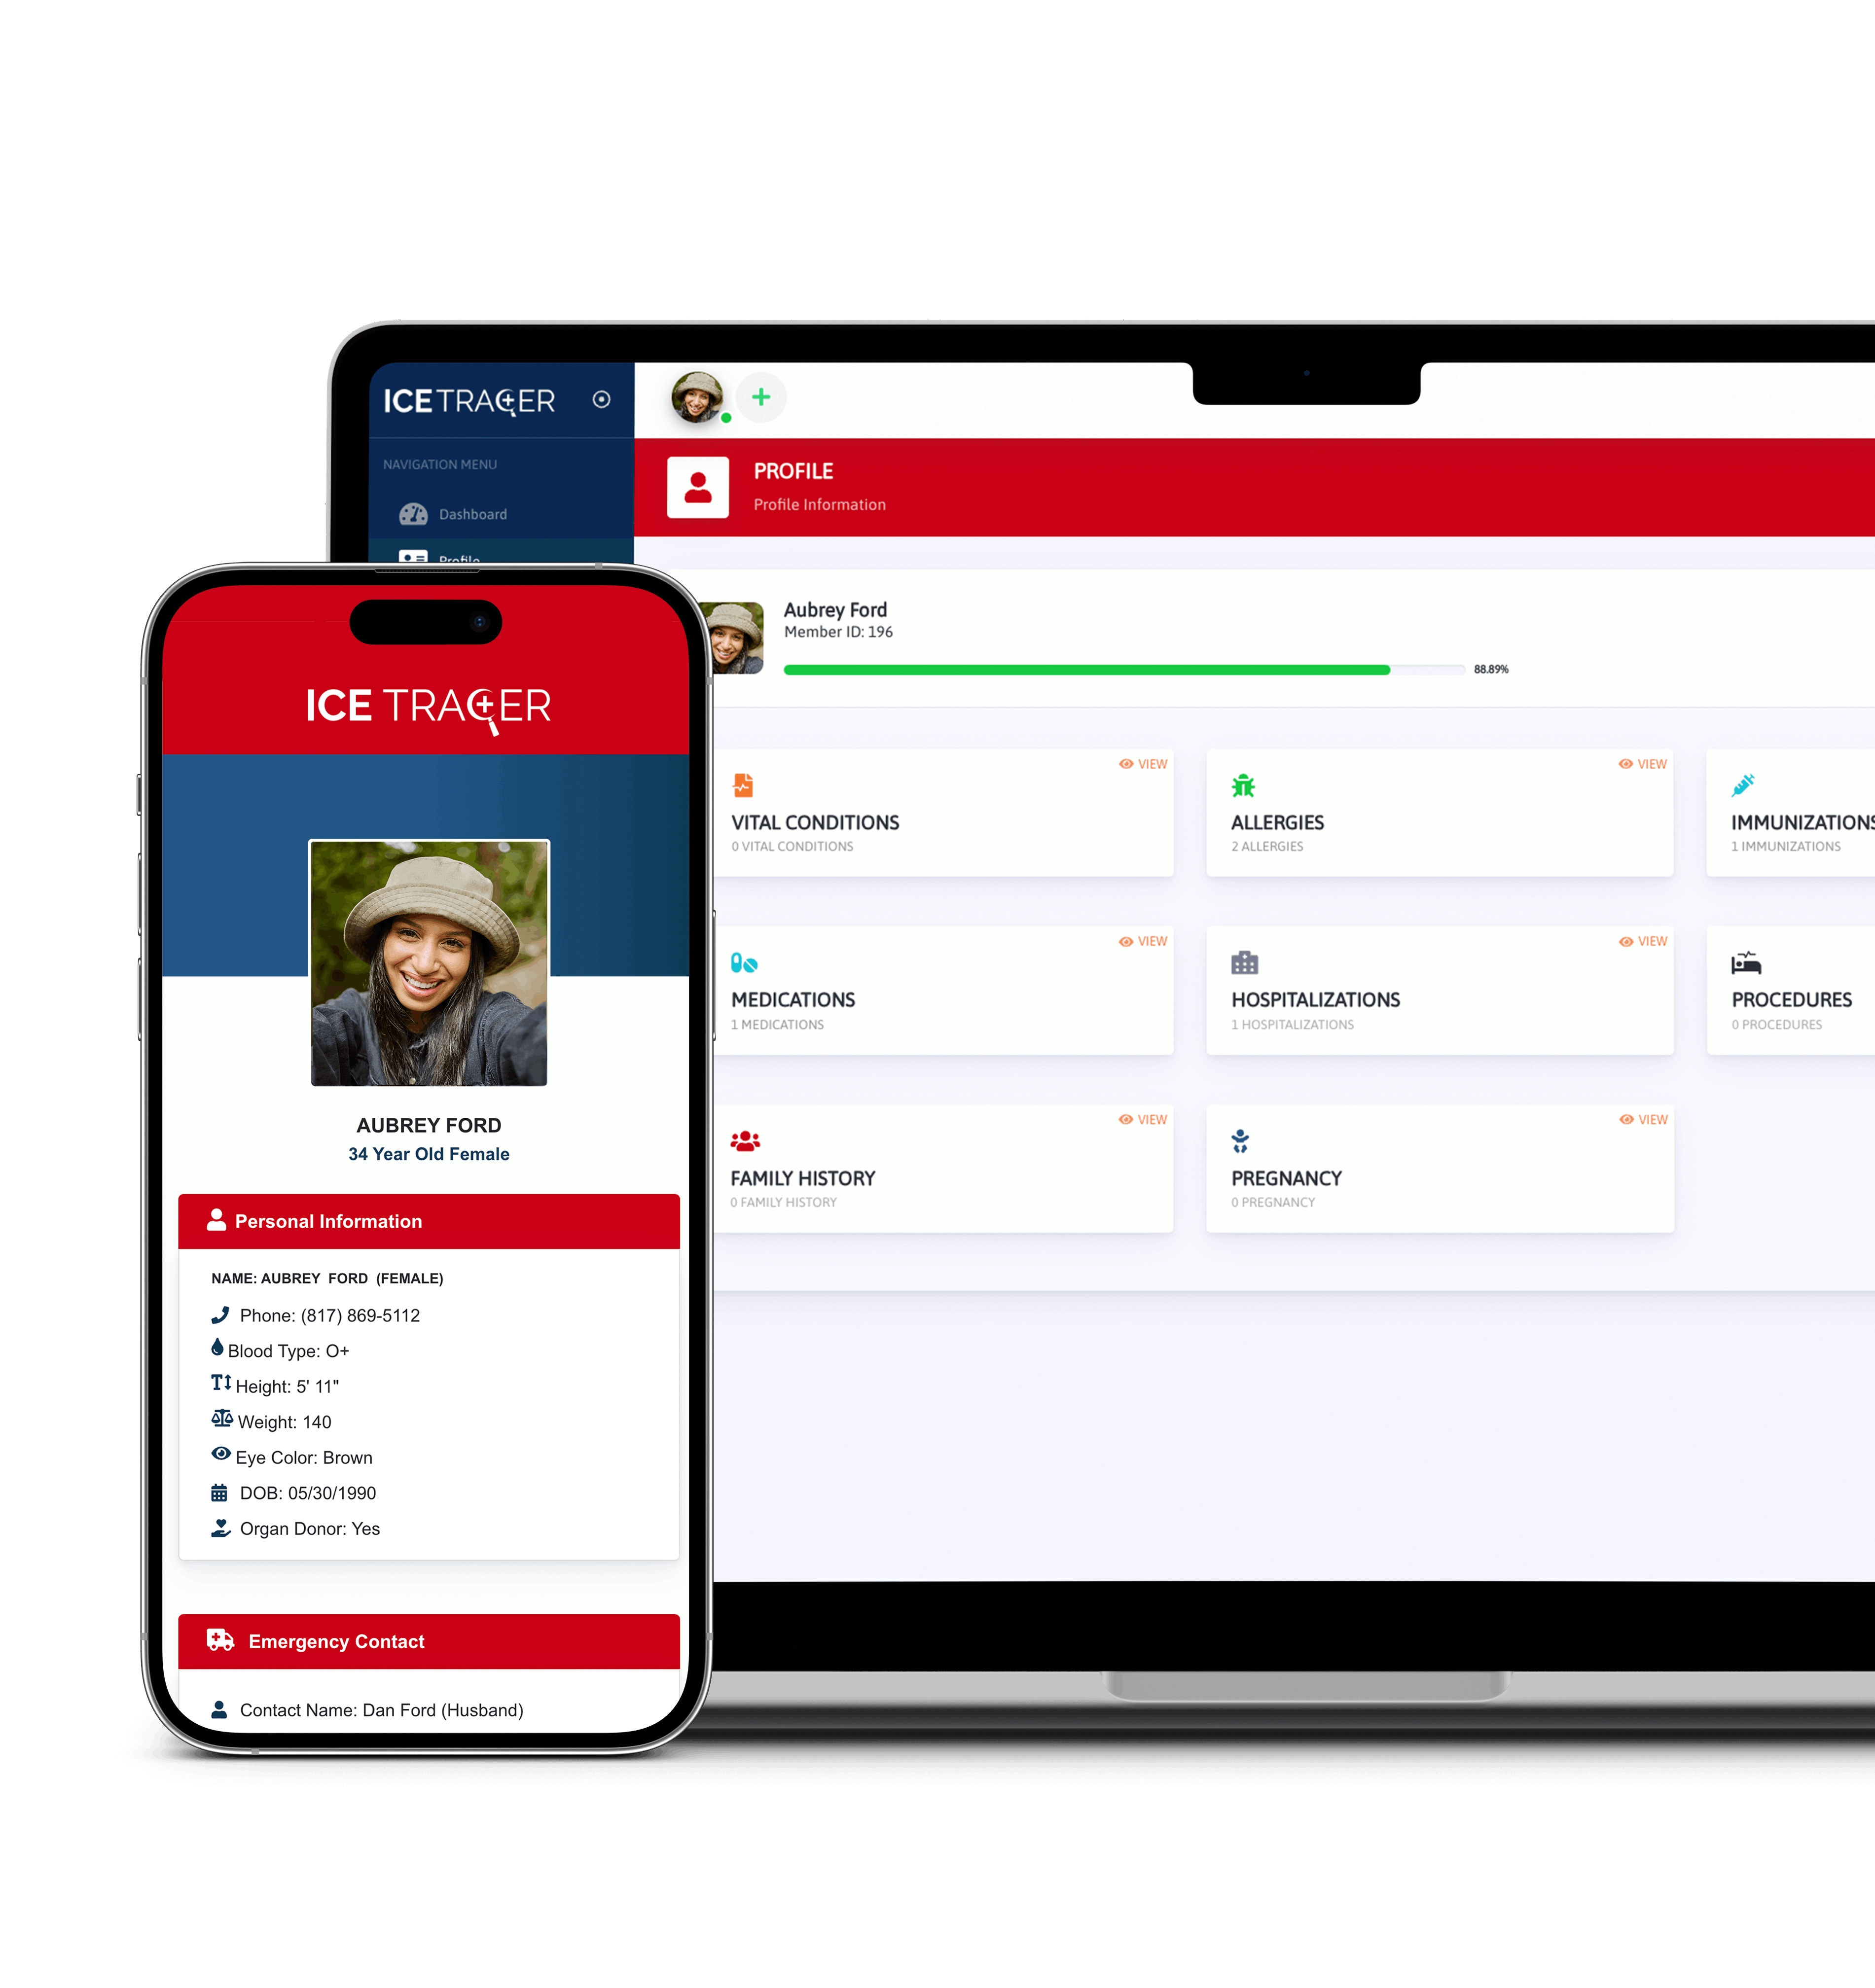 ICE TRACER
NAVIGATION MENU
Dashboard
Profile
PROFILE
Profile Information
Aubrey Ford
Member ID: 196
88.89%
VIEW
VITAL CONDITIONS
0 VITAL CONDITIONS
VIEW
ALLERGIES
2 ALLERGIES
IMMUNIZATIONS
1 IMMUNIZATIONS
VIEW
MEDICATIONS
1 MEDICATIONS
VIEW
HOSPITALIZATIONS
1 HOSPITALIZATIONS
PROCEDURES
0 PROCEDURES
VIEW
FAMILY HISTORY
0 FAMILY HISTORY
VIEW
PREGNANCY
0 PREGNANCY
ICE TRACER
AUBREY FORD
34 Year Old Female
Personal Information
NAME: AUBREY FORD (FEMALE)
Phone: (817) 869-5112
Blood Type: O+
Height: 5' 11"
Weight: 140
Eye Color: Brown
DOB: 05/30/1990
Organ Donor: Yes
Emergency Contact
Contact Name: Dan Ford (Husband)